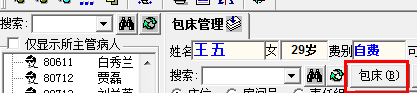 搜索:
包床管理
仅显示所主管病人
姓名 王五 女 29岁 费别 自费
80611 白秀兰
搜索: 包床(B)
80712 贾磊